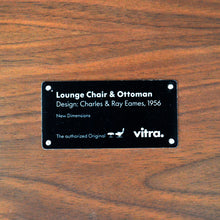 Lounge Chair & Ottoman
Design: Charles & Ray Eames, 1956
New Dimensions
The authorized Original vitra.